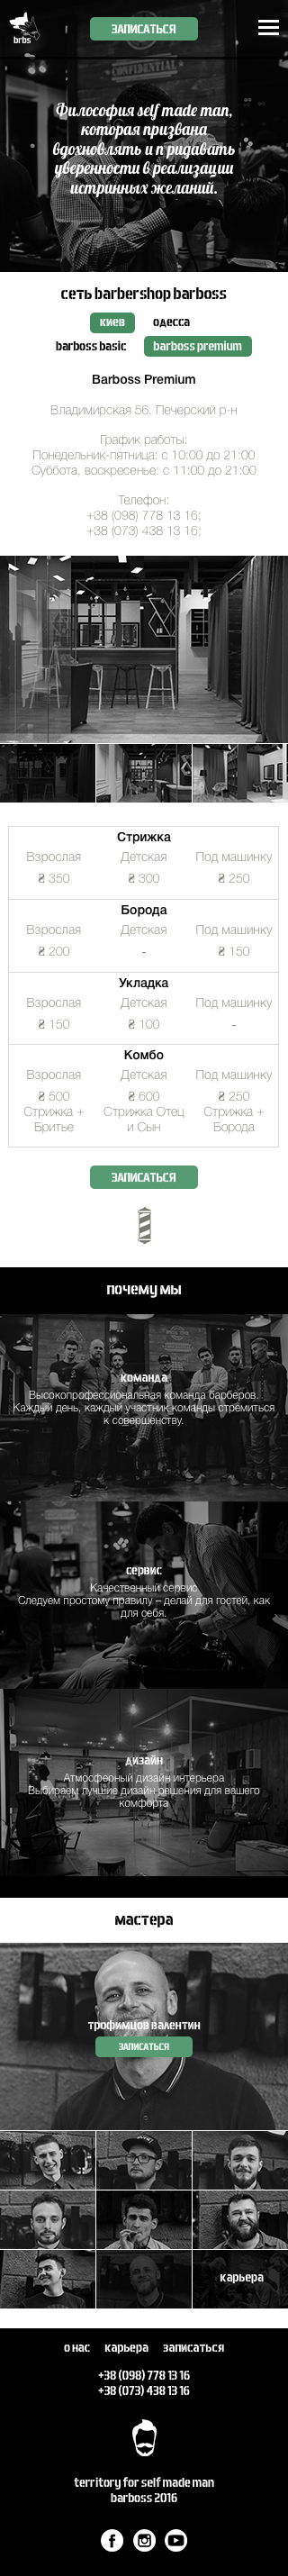 brbs
ЗАПИСАТЬСЯ
CONFIDENTIAL
Философия self made man,
которая призвана
вдохновлять и п ридавать
уверенности в реализации
истринных желаний.
сеть barbershop barboss
киев
одесса
barboss basic
barboss premium
Barboss Premium
Владимирская 56. Печерский р-н
График работы:
Понедельник-пятница: с 10:00 до 21:00
Суббота, воскресенье: с 11:00 до 21:00
Телефон:
+38 (098) 778 13 16;
+38 (073) 438 13 16;
Стрижка
Взрослая Детская Под машинку
₴ 350 ₴ 300 ₴ 250
Борода
Взрослая Детская Под машинку
₴ 200 - ₴ 150
Укладка
Взрослая Детская Под машинку
₴ 150 ₴ 100 -
Комбо
Взрослая Детская Под машинку
₴ 500 ₴ 600 ₴ 250
Стрижка + Стрижка Отец Стрижка +
Бритье и Сын Борода
ЗАПИСАТЬСЯ
почему мы
команда
Высокопрофессиональная команда барберов.
Каждый день, каждый участник команды стремиться
к совершенству.
сервис
Качественный сервис
Следуем простому правилу – делай для гостей, как
для себя.
дизайн
Атмосферный дизайн интерьера
Выбираем лучшие дизайн решения для вашего
комфорта
мастера
трофимцов валентин
ЗАПИСАТЬСЯ
карьера
о нас карьера записаться
+38 (098) 778 13 16
+38 (073) 438 13 16
territory for self made man
barboss 2016